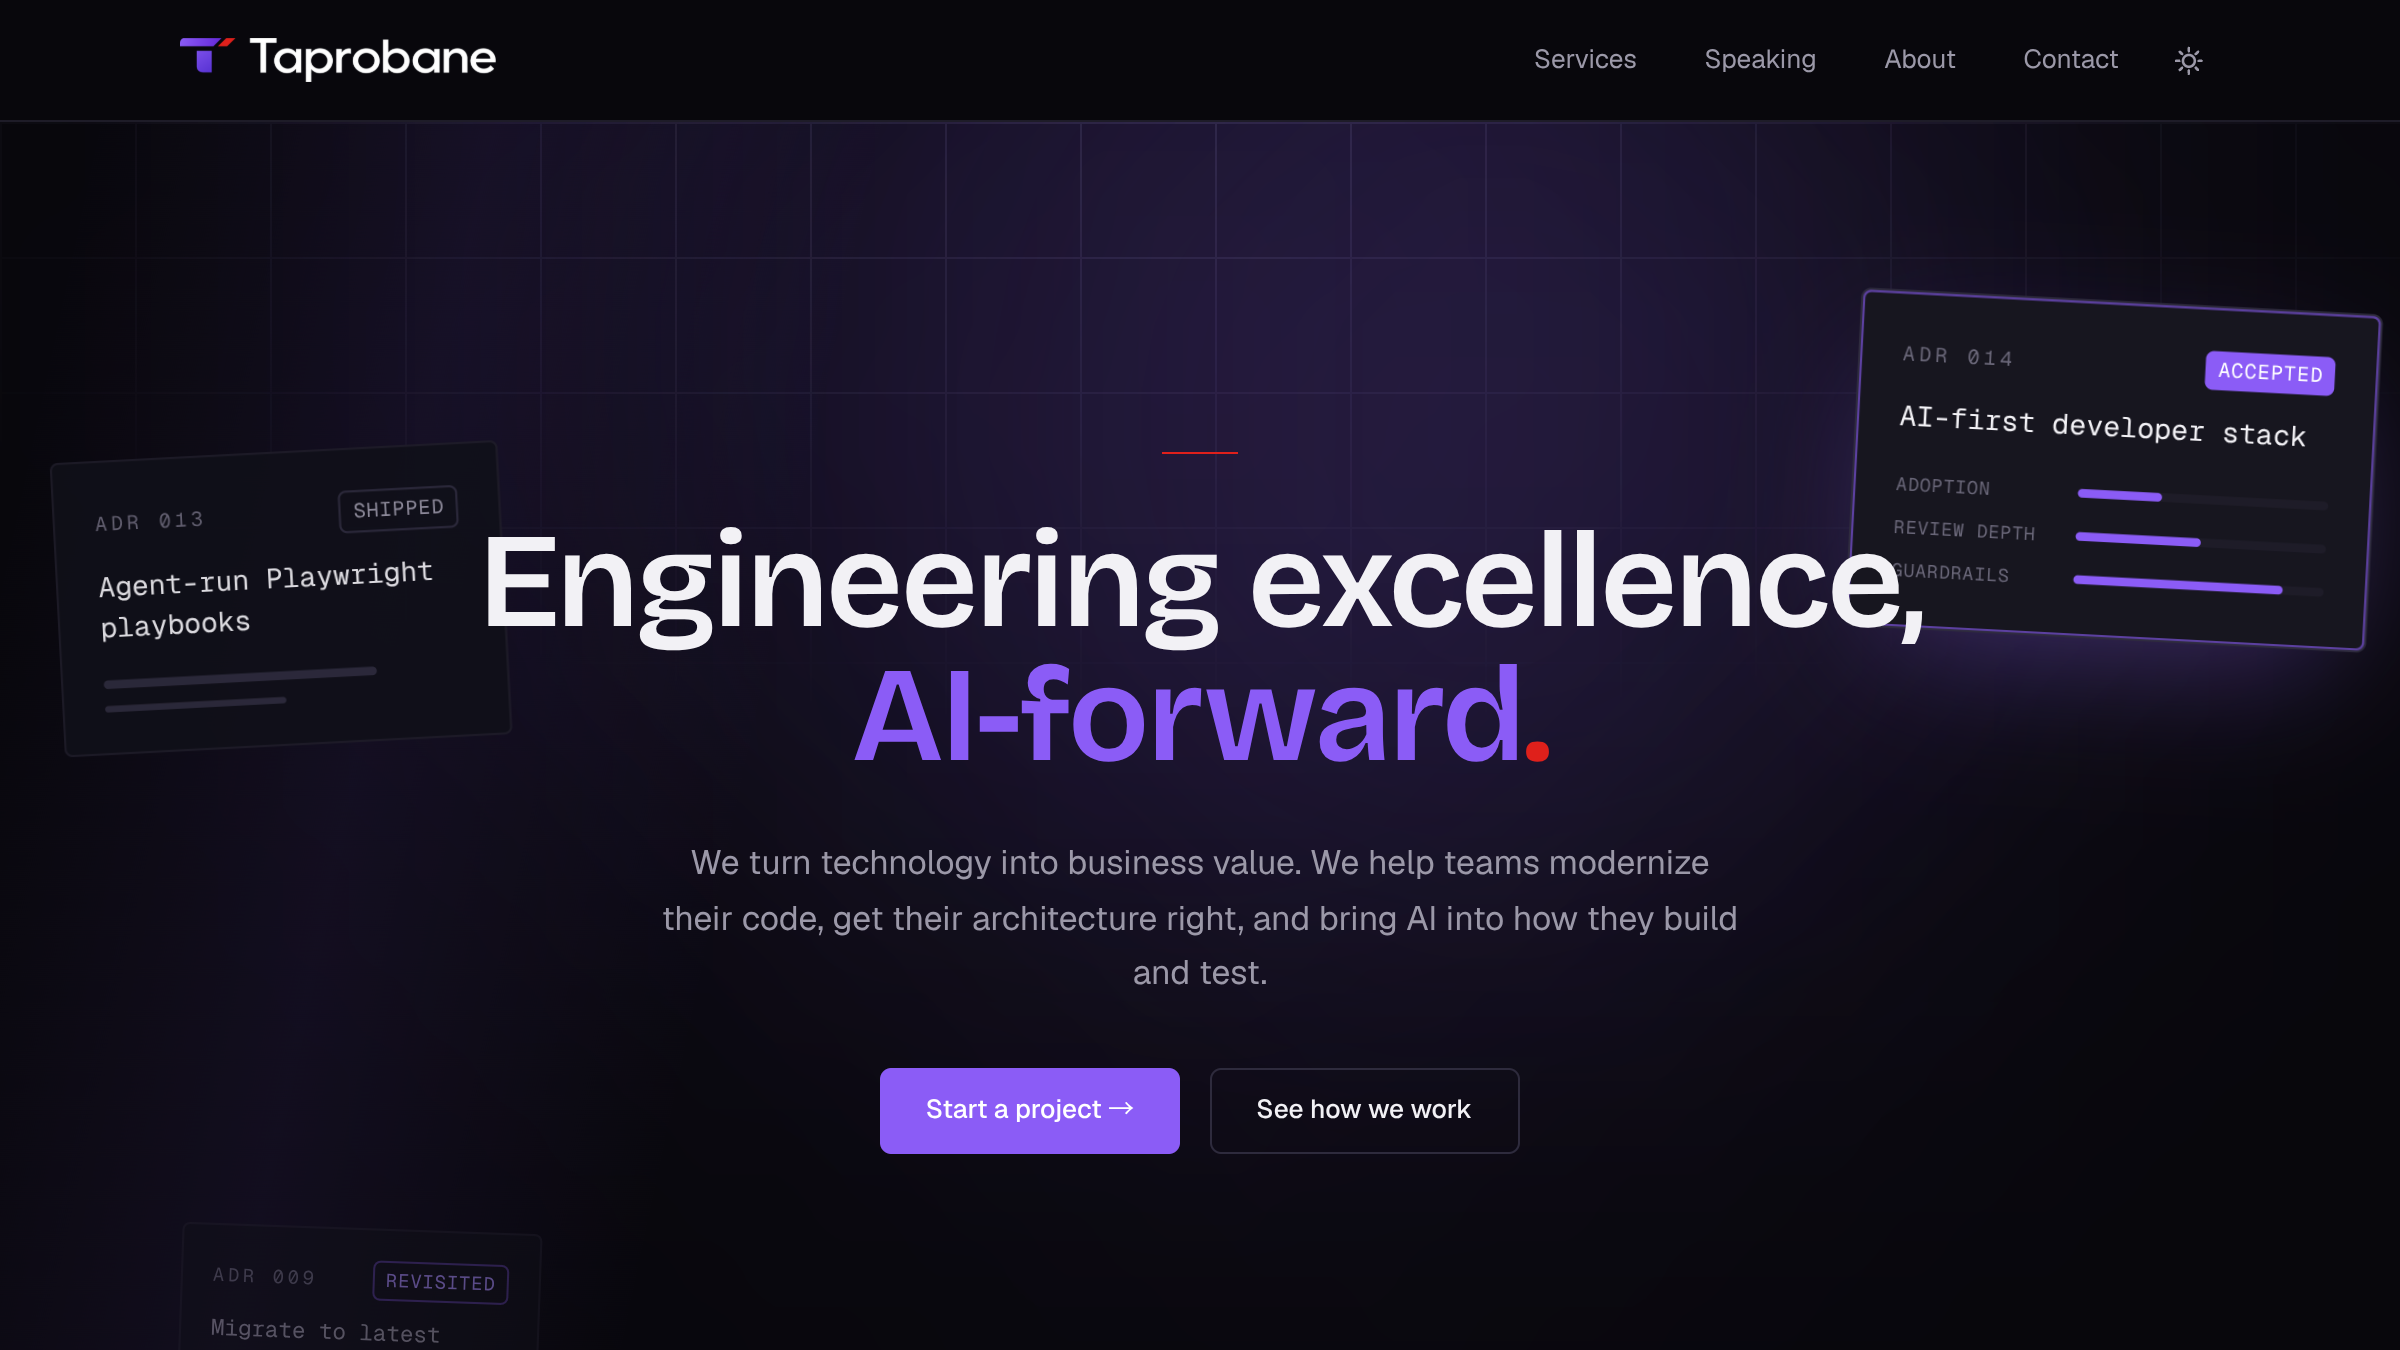 Taprobane
Services
Speaking
About
Contact
ADR 014
ACCEPTED
AI-first developer stack
ADOPTION
REVIEW DEPTH
GUARDRAILS
ADR 013
SHIPPED
Agent-run Playwright
playbooks
Engineering excellence,
AI-forward.
We turn technology into business value. We help teams modernize
their code, get their architecture right, and bring AI into how they build
and test.
Start a project →
See how we work
ADR 009
REVISITED
Migrate to latest